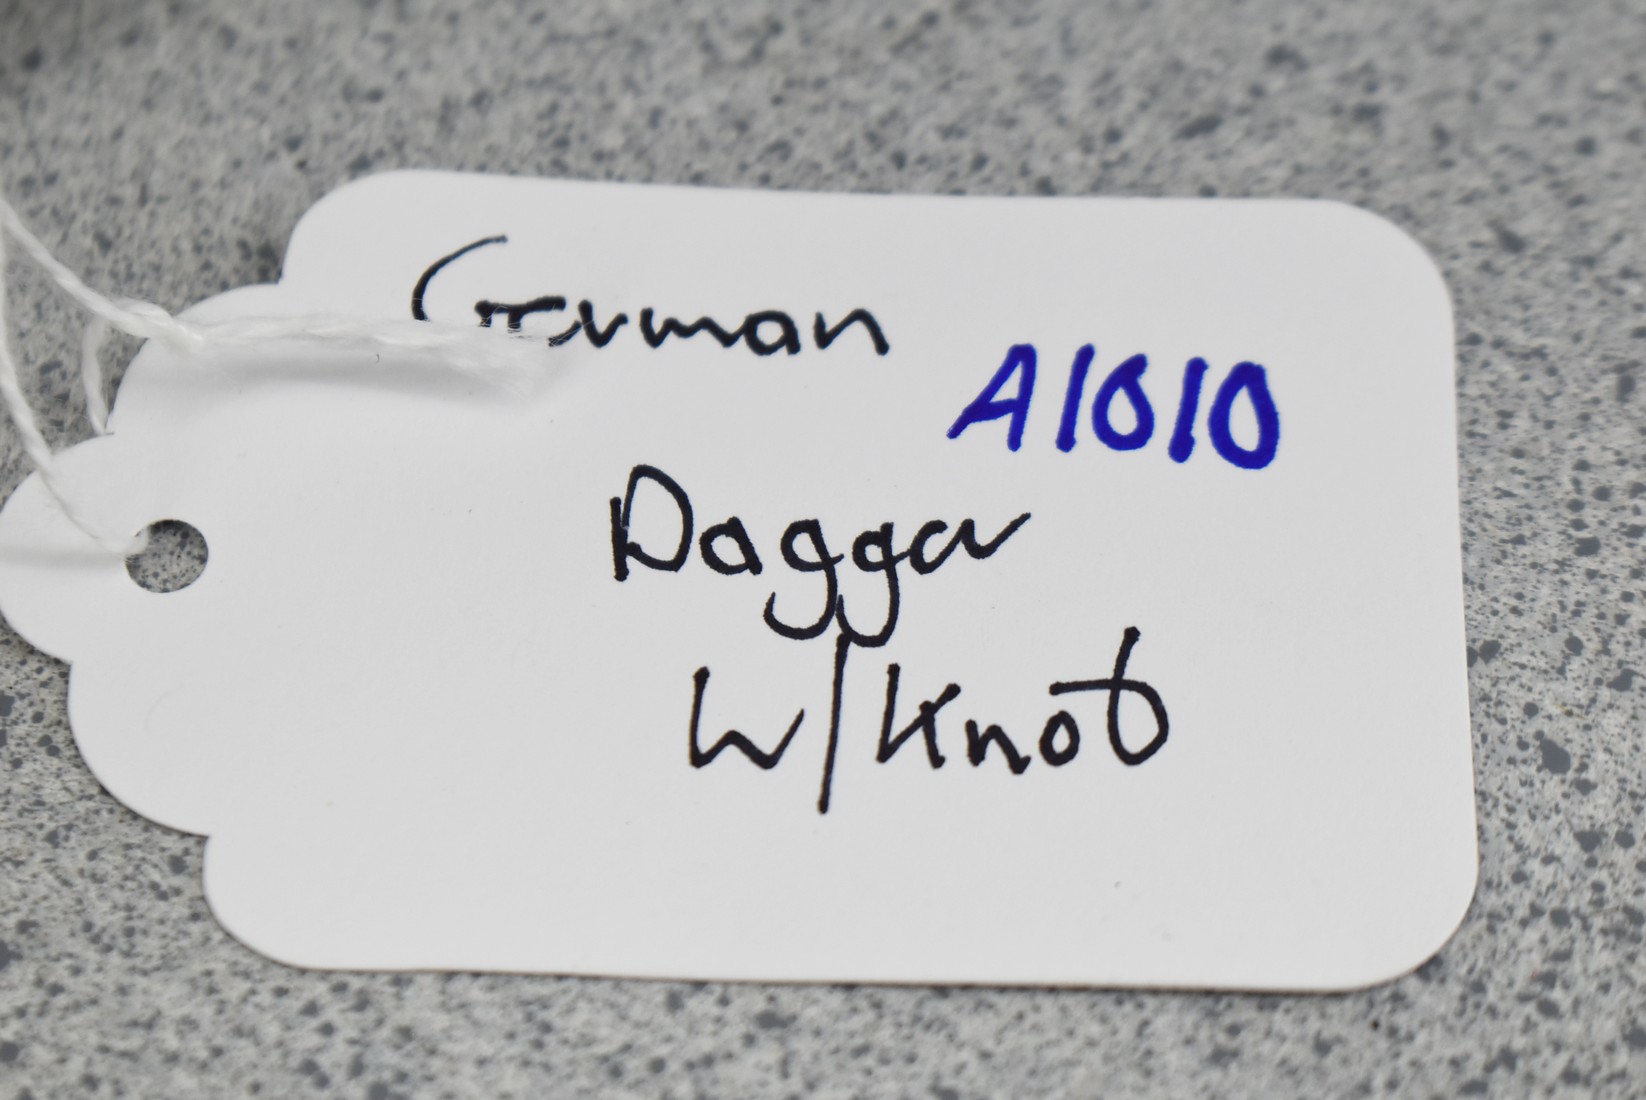 German
A1010
Dagger
w/Knot